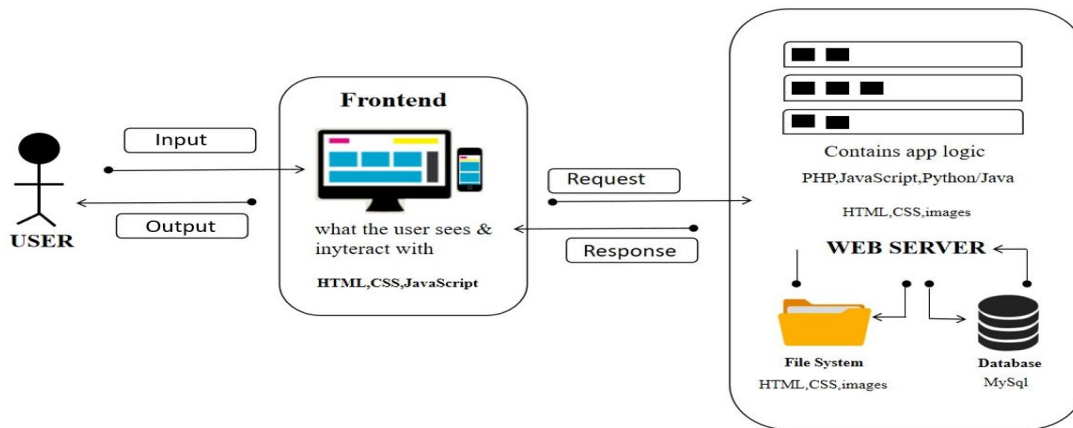 Frontend
Input
Output
USER
what the user sees &
inyteract with
HTML,CSS,JavaScript
Request
Response
Contains app logic
PHP,JavaScript,Python/Java
HTML,CSS,images
WEB SERVER
File System
HTML,CSS,images
Database
MySql